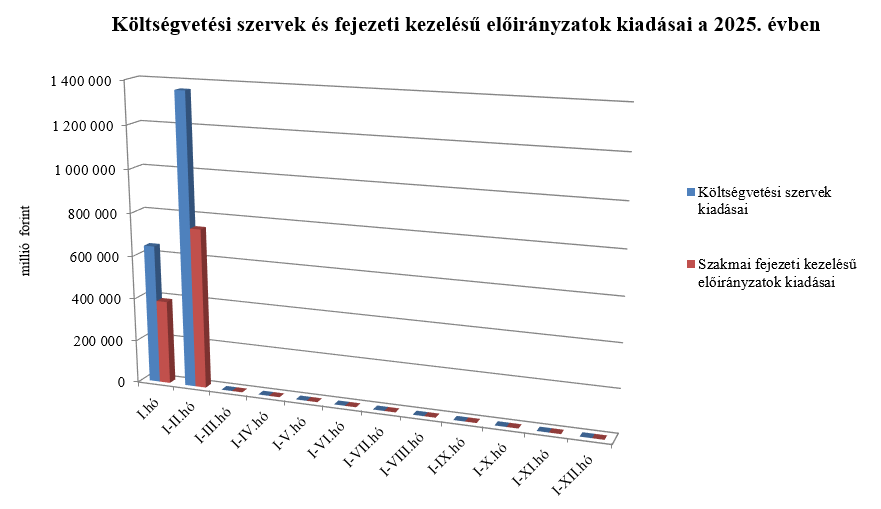 Költségvetési szervek és fejezeti kezelésű előirányzatok kiadásai a 2025. évben
millió forint
1 400 000
1 200 000
1 000 000
800 000
600 000
400 000
200 000
0
I.hó
I-II.hó
I-III.hó
I-IV.hó
I-V.hó
I-VI.hó
I-VII.hó
I-VIII.hó
I-IX.hó
I-X.hó
I-XI.hó
I-XII.hó
Költségvetési szervek
kiadásai
Szakmai fejezeti kezelésű
előirányzatok kiadásai